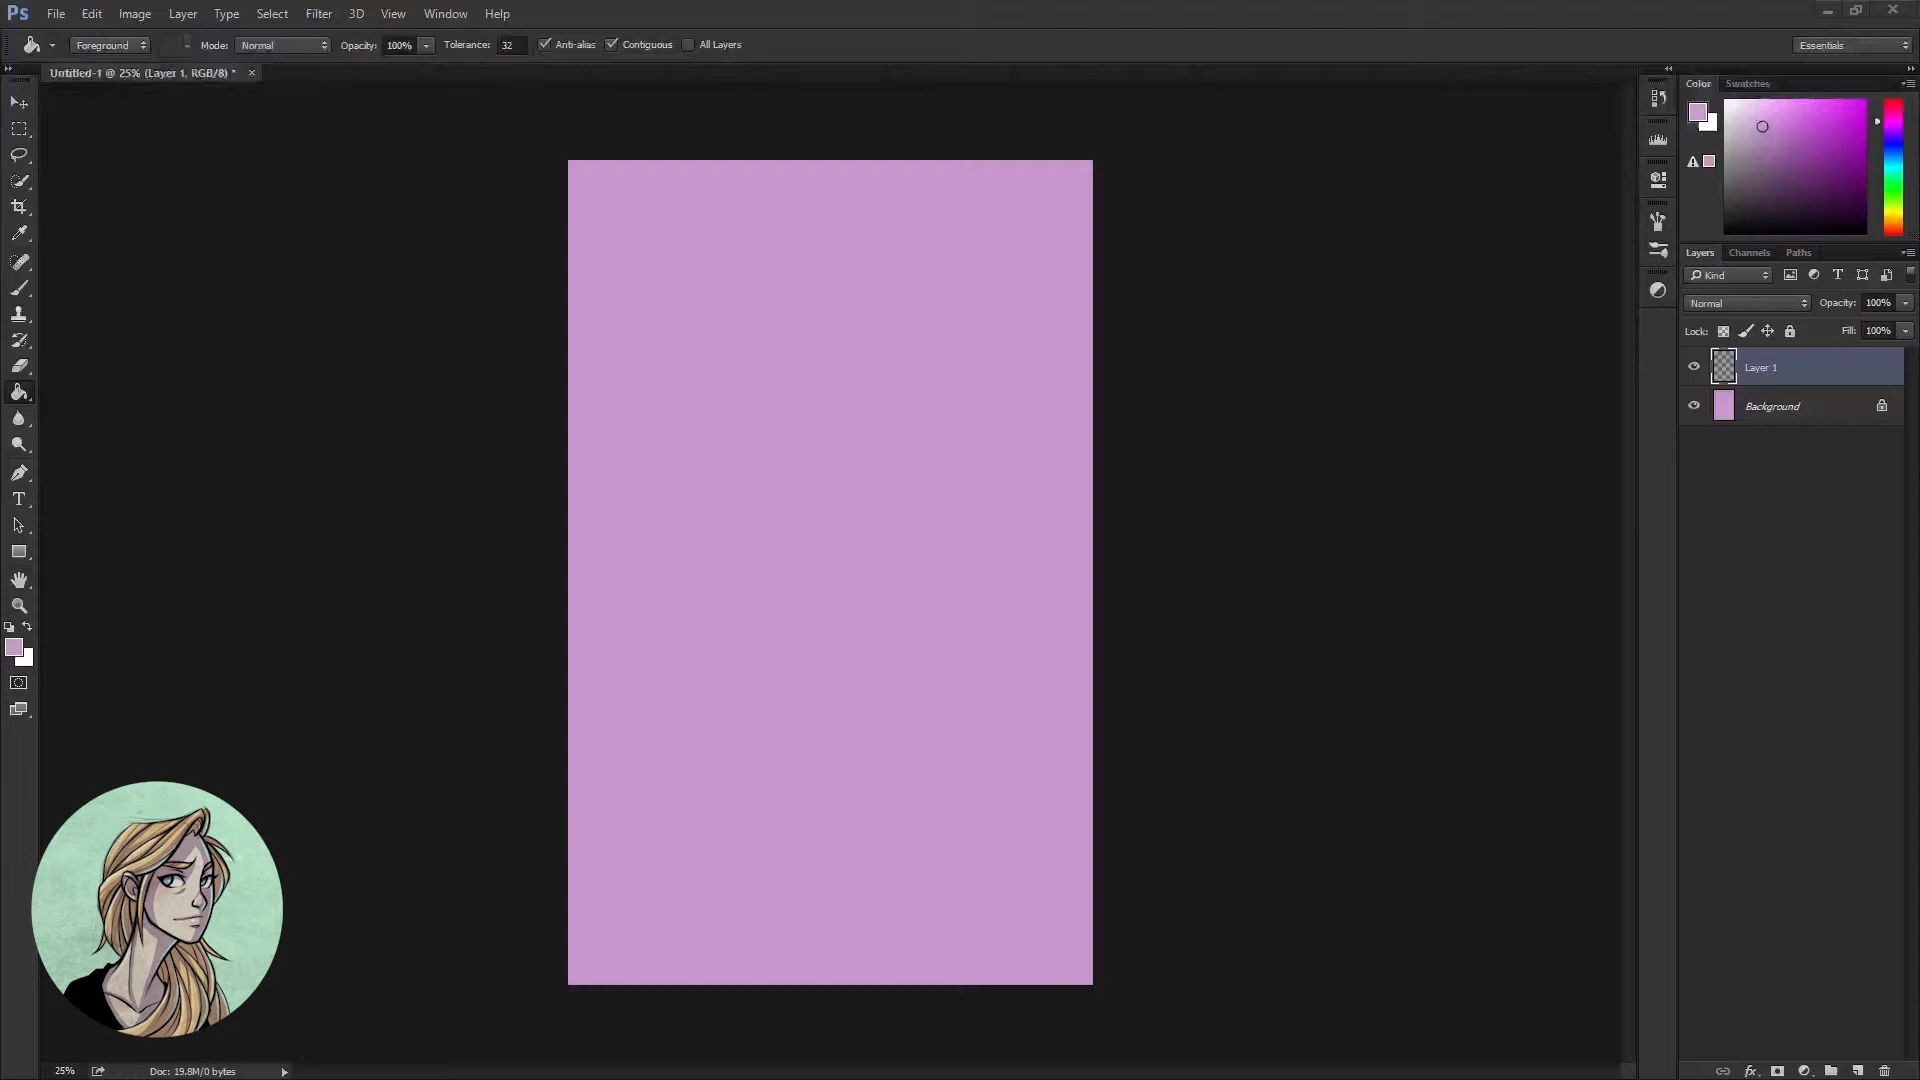 Ps File Edit Image Layer Type Select Filter 3D View Window Help
Foreground Mode: Normal Opacity: 100% Tolerance: 32 Anti-alias Contiguous All Layers Essentials
Untitled-1 @ 25% (Layer 1, RGB/8) *
Color Swatches
Layers Channels Paths
Kind
Normal Opacity: 100%
Lock: Fill: 100%
Layer 1
Background
25% Doc: 19.8M/0 bytes